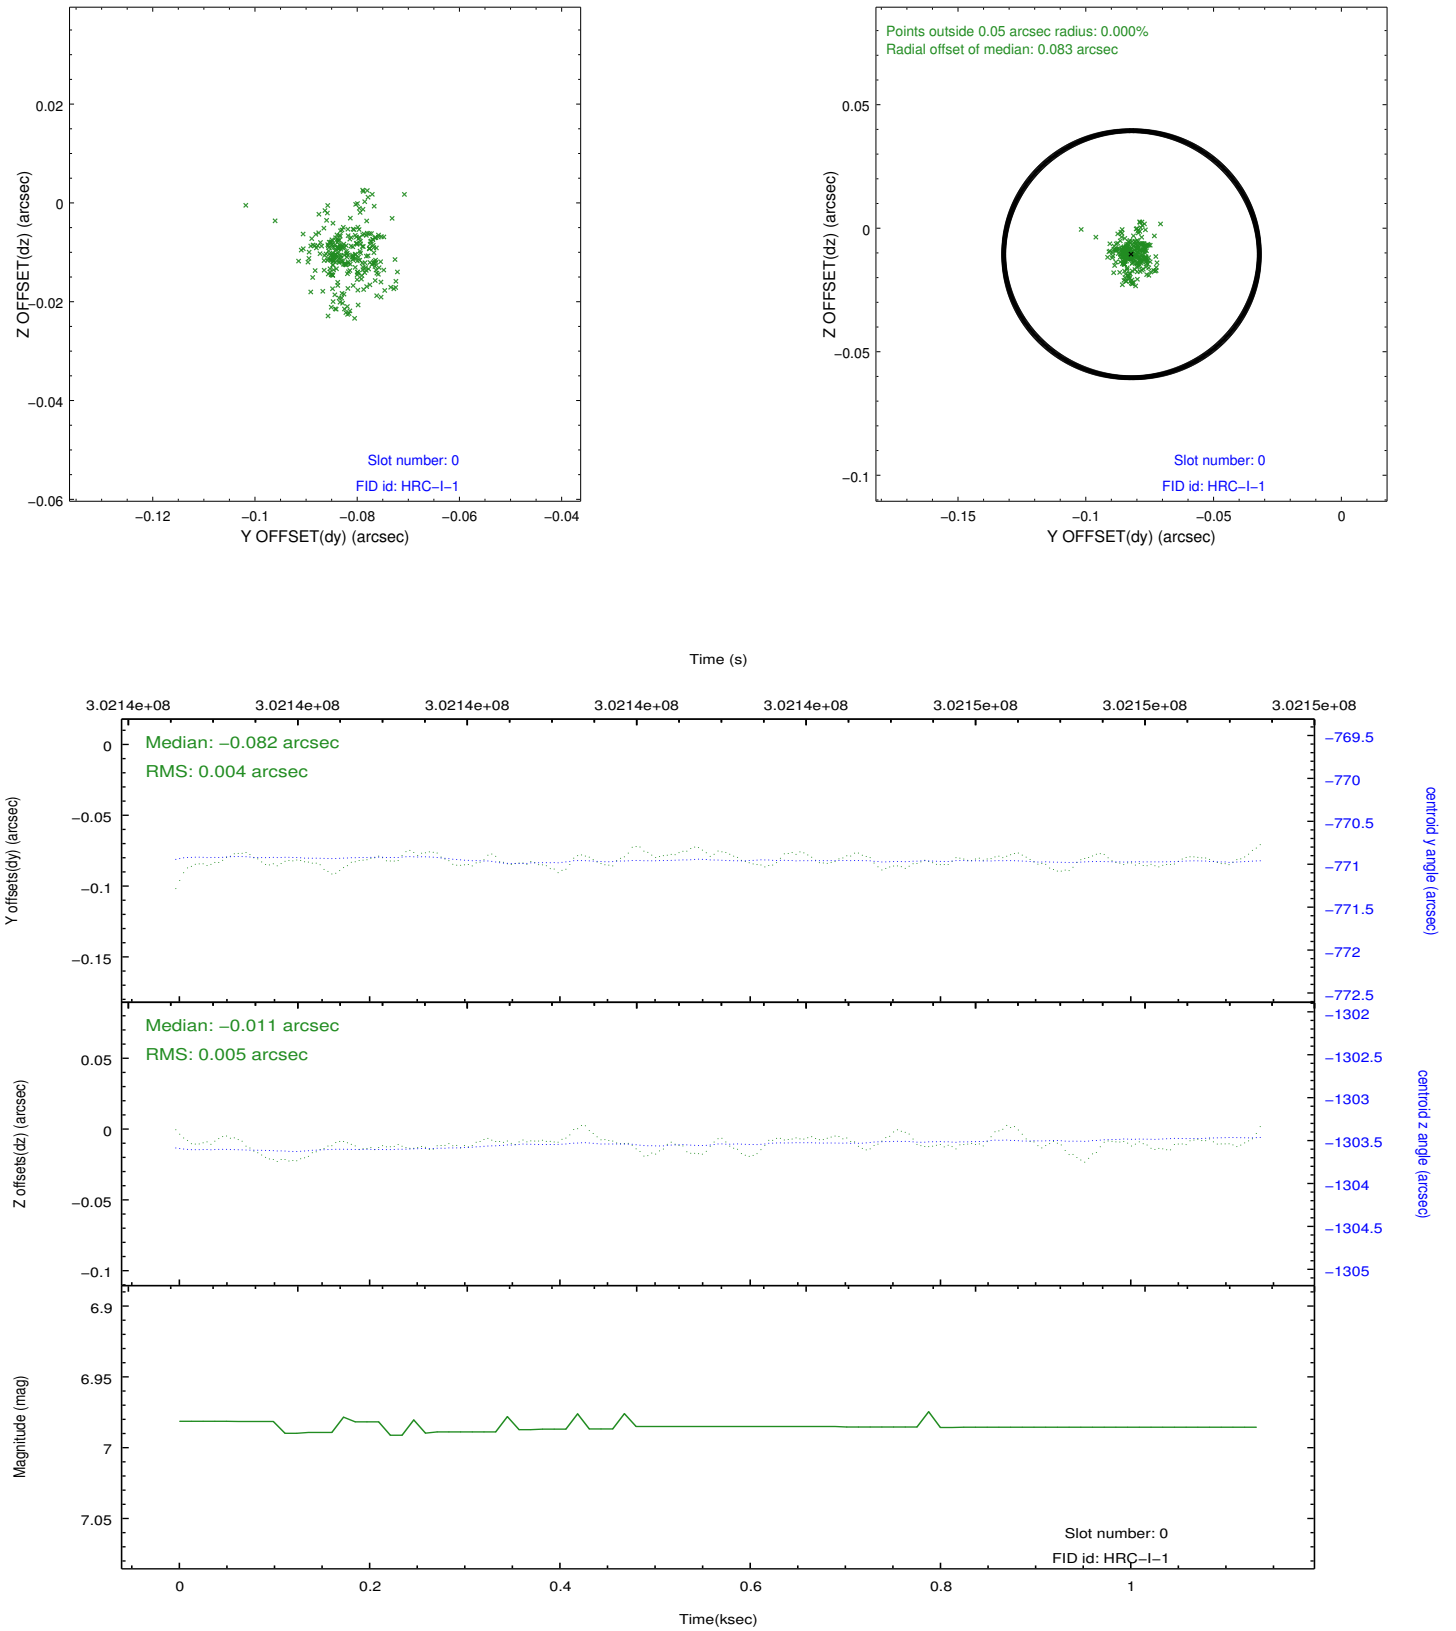 0.02
0
−0.02
−0.04
−0.06
Z OFFSET(dz) (arcsec)
Slot number: 0
FID id: HRC−I−1
−0.12
−0.1
−0.08
−0.06
−0.04
Y OFFSET(dy) (arcsec)
Points outside 0.05 arcsec radius: 0.000%
Radial offset of median: 0.083 arcsec
0.05
0
−0.05
−0.1
Z OFFSET(dz) (arcsec)
Slot number: 0
FID id: HRC−I−1
−0.15
−0.1
−0.05
0
Y OFFSET(dy) (arcsec)
Time (s)
3.0214e+08
3.0214e+08
3.0214e+08
3.0214e+08
3.0214e+08
3.0215e+08
3.0215e+08
3.0215e+08
Median: −0.082 arcsec
RMS: 0.004 arcsec
0
−0.05
−0.1
−0.15
Y offsets(dy) (arcsec)
−769.5
−770
−770.5
−771
−771.5
−772
−772.5
centroid y angle (arcsec)
Median: −0.011 arcsec
RMS: 0.005 arcsec
0.05
0
−0.05
−0.1
Z offsets(dz) (arcsec)
−1302
−1302.5
−1303
−1303.5
−1304
−1304.5
−1305
centroid z angle (arcsec)
6.9
6.95
7
7.05
Magnitude (mag)
Slot number: 0
FID id: HRC−I−1
0
0.2
0.4
0.6
0.8
1
Time(ksec)